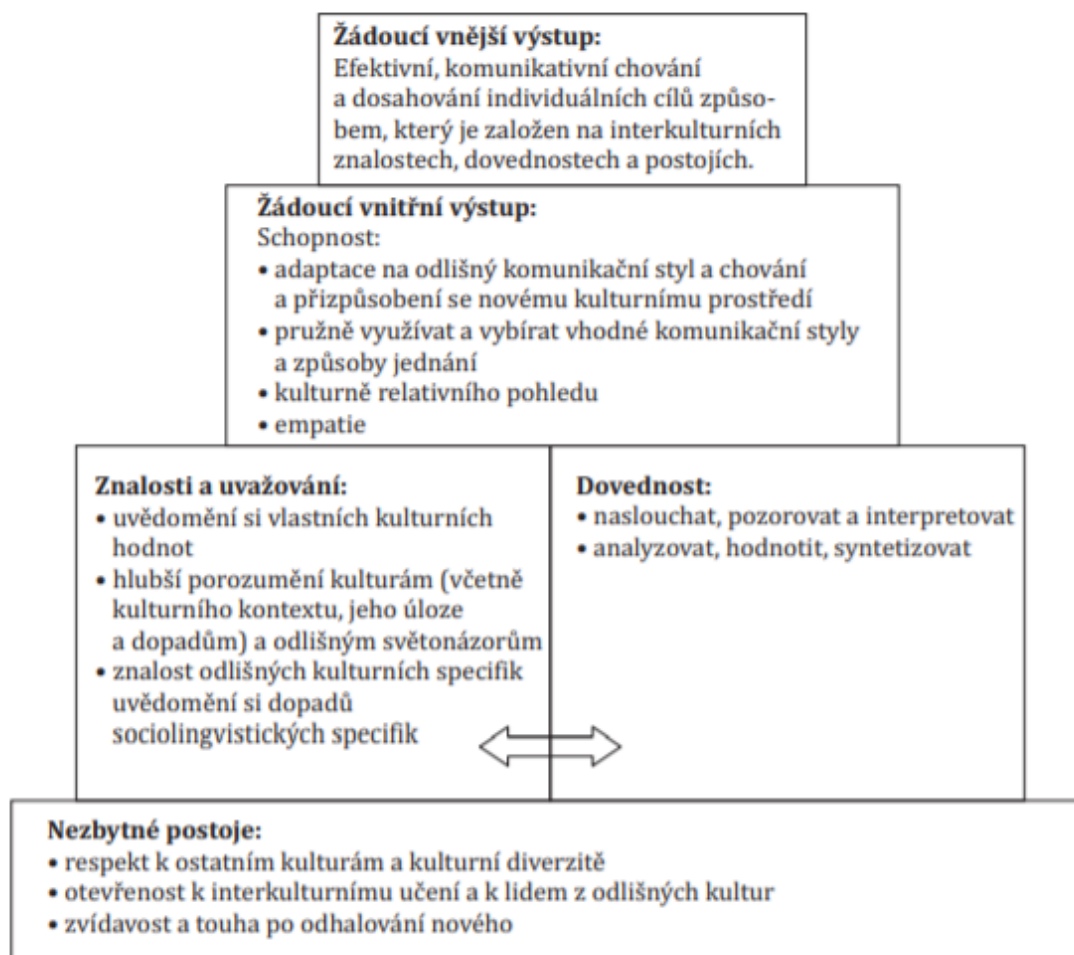 Žádoucí vnější výstup:
Efektivní, komunikativní chování
a dosahování individuálních cílů způso-
bem, který je založen na interkulturních
znalostech, dovednostech a postojích.
Žádoucí vnitřní výstup:
Schopnost:
• adaptace na odlišný komunikační styl a chování
a přizpůsobení se novému kulturnímu prostředí
• pružně využívat a vybírat vhodné komunikační styly
a způsoby jednání
• kulturně relativního pohledu
• empatie
Znalosti a uvažování:
• uvědomění si vlastních kulturních
hodnot
• hlubší porozumění kulturám (včetně
kulturního kontextu, jeho úloze
a dopadům) a odlišným světonázorům
• znalost odlišných kulturních specifik
uvědomění si dopadů
sociolingvistických specifik
Dovednost:
• naslouchat, pozorovat a interpretovat
• analyzovat, hodnotit, syntetizovat
Nezbytné postoje:
• respekt k ostatním kulturám a kulturní diverzitě
• otevřenost k interkulturnímu učení a k lidem z odlišných kultur
• zvídavost a touha po odhalování nového